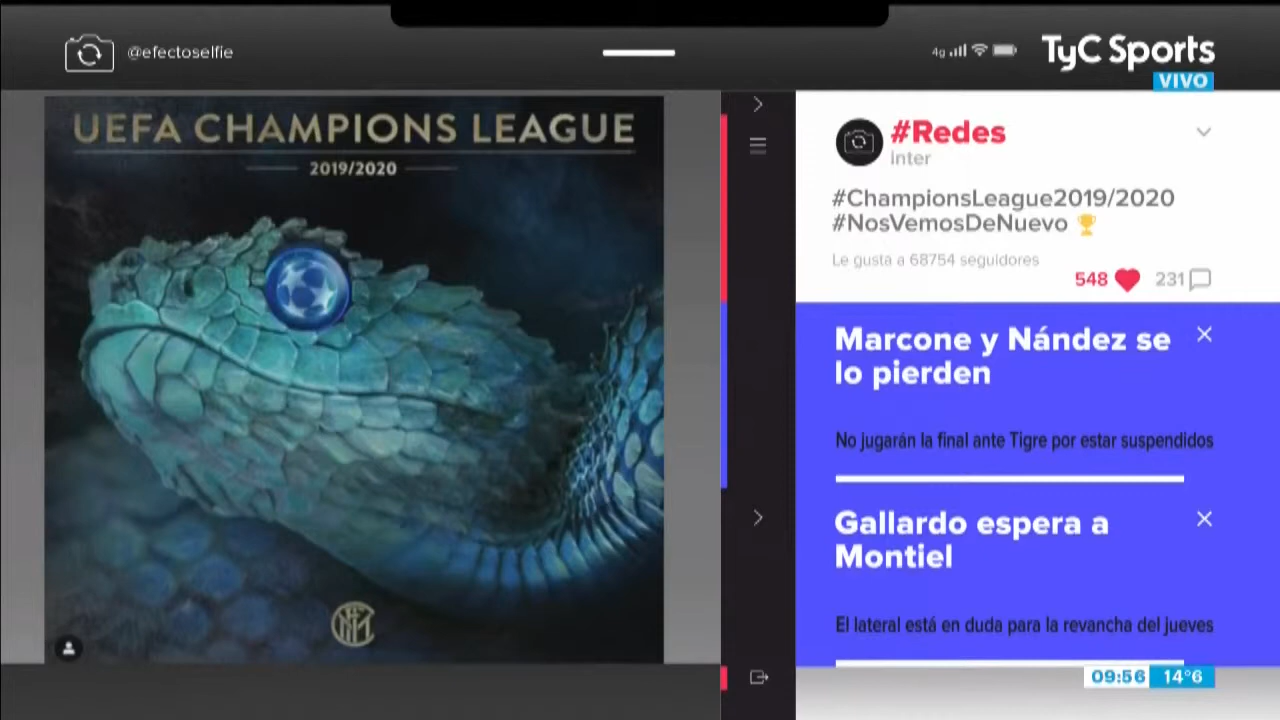 @efectoselfie
4g
TyC Sports
VIVO
UEFA CHAMPIONS LEAGUE
2019/2020
#Redes
Inter
#ChampionsLeague2019/2020
#NosVemosDeNuevo 🏆
Le gusta a 68754 seguidores
548
231
Marcone y Nández se
lo pierden
No jugarán la final ante Tigre por estar suspendidos
Gallardo espera a
Montiel
El lateral está en duda para la revancha del jueves
09:56 14°6